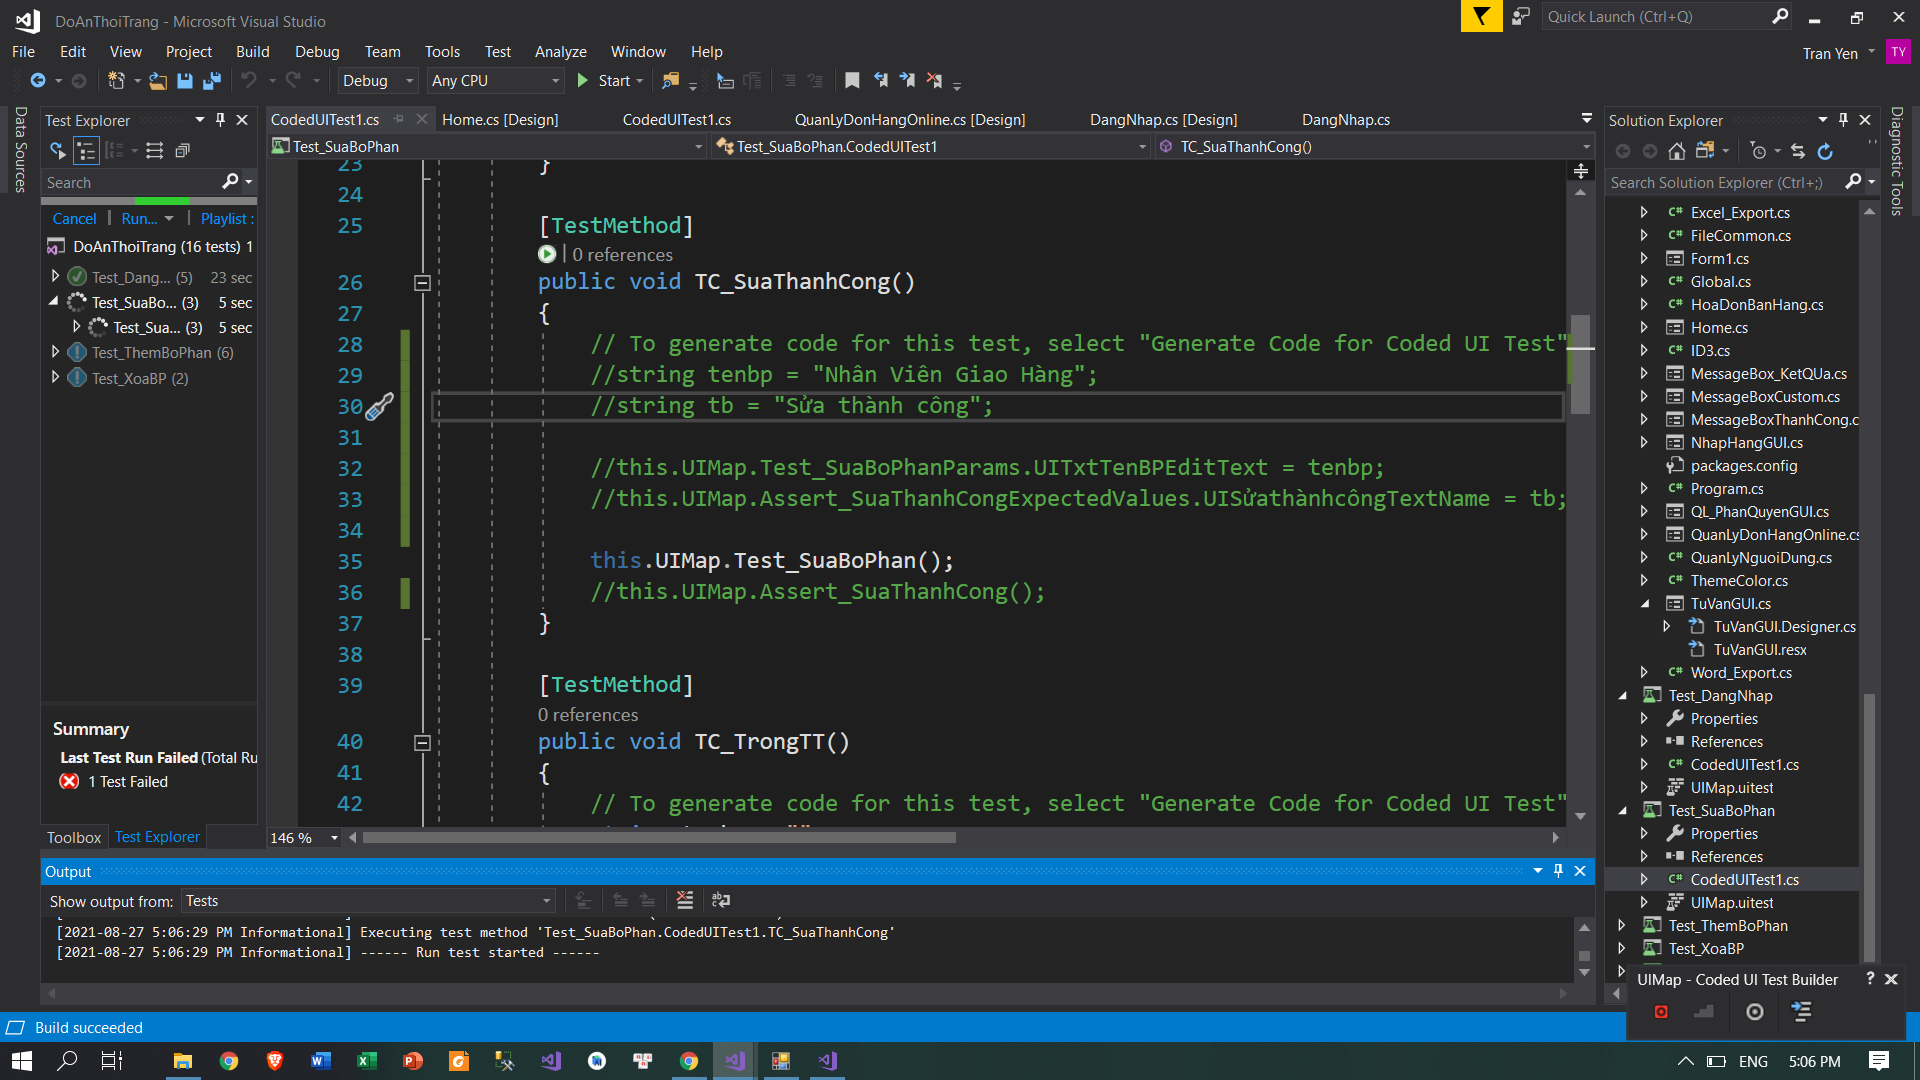 DoAnThoiTrang - Microsoft Visual Studio
Quick Launch (Ctrl+Q)
File Edit View Project Build Debug Team Tools Test Analyze Window Help
Tran Yen
TY
Debug
Any CPU
Start
Data Sources
Test Explorer
Search
Cancel
Run...
Playlist :
DoAnThoiTrang (16 tests) 1
Test_Dang... (5) 23 sec
Test_SuaBo... (3) 5 sec
Test_Sua... (3) 5 sec
Test_ThemBoPhan (6)
Test_XoaBP (2)
Summary
Last Test Run Failed (Total Ru
1 Test Failed
Toolbox
Test Explorer
CodedUITest1.cs
Home.cs [Design]
CodedUITest1.cs
QuanLyDonHangOnline.cs [Design]
DangNhap.cs [Design]
DangNhap.cs
Test_SuaBoPhan
Test_SuaBoPhan.CodedUITest1
TC_SuaThanhCong()
23 }
24
25 [TestMethod]
0 references
26 public void TC_SuaThanhCong()
27 {
28 // To generate code for this test, select "Generate Code for Coded UI Test"
29 //string tenbp = "Nhân Viên Giao Hàng";
30 //string tb = "Sửa thành công";
31
32 //this.UIMap.Test_SuaBoPhanParams.UITxtTenBPEditText = tenbp;
33 //this.UIMap.Assert_SuaThanhCongExpectedValues.UISửathànhcôngTextName = tb;
34
35 this.UIMap.Test_SuaBoPhan();
36 //this.UIMap.Assert_SuaThanhCong();
37 }
38
39 [TestMethod]
0 references
40 public void TC_TrongTT()
41 {
42 // To generate code for this test, select "Generate Code for Coded UI Test"
146 %
Output
Show output from: Tests
[2021-08-27 5:06:29 PM Informational] Executing test method 'Test_SuaBoPhan.CodedUITest1.TC_SuaThanhCong'
[2021-08-27 5:06:29 PM Informational] ------ Run test started ------
Solution Explorer
Search Solution Explorer (Ctrl+;)
Excel_Export.cs
FileCommon.cs
Form1.cs
Global.cs
HoaDonBanHang.cs
Home.cs
ID3.cs
MessageBox_KetQUa.cs
MessageBoxCustom.cs
MessageBoxThanhCong.c
NhapHangGUI.cs
packages.config
Program.cs
QL_PhanQuyenGUI.cs
QuanLyDonHangOnline.cs
QuanLyNguoiDung.cs
ThemeColor.cs
TuVanGUI.cs
TuVanGUI.Designer.cs
TuVanGUI.resx
Word_Export.cs
Test_DangNhap
Properties
References
CodedUITest1.cs
UIMap.uitest
Test_SuaBoPhan
Properties
References
CodedUITest1.cs
UIMap.uitest
Test_ThemBoPhan
Test_XoaBP
Diagnostic Tools
UIMap - Coded UI Test Builder
Build succeeded
ENG
5:06 PM